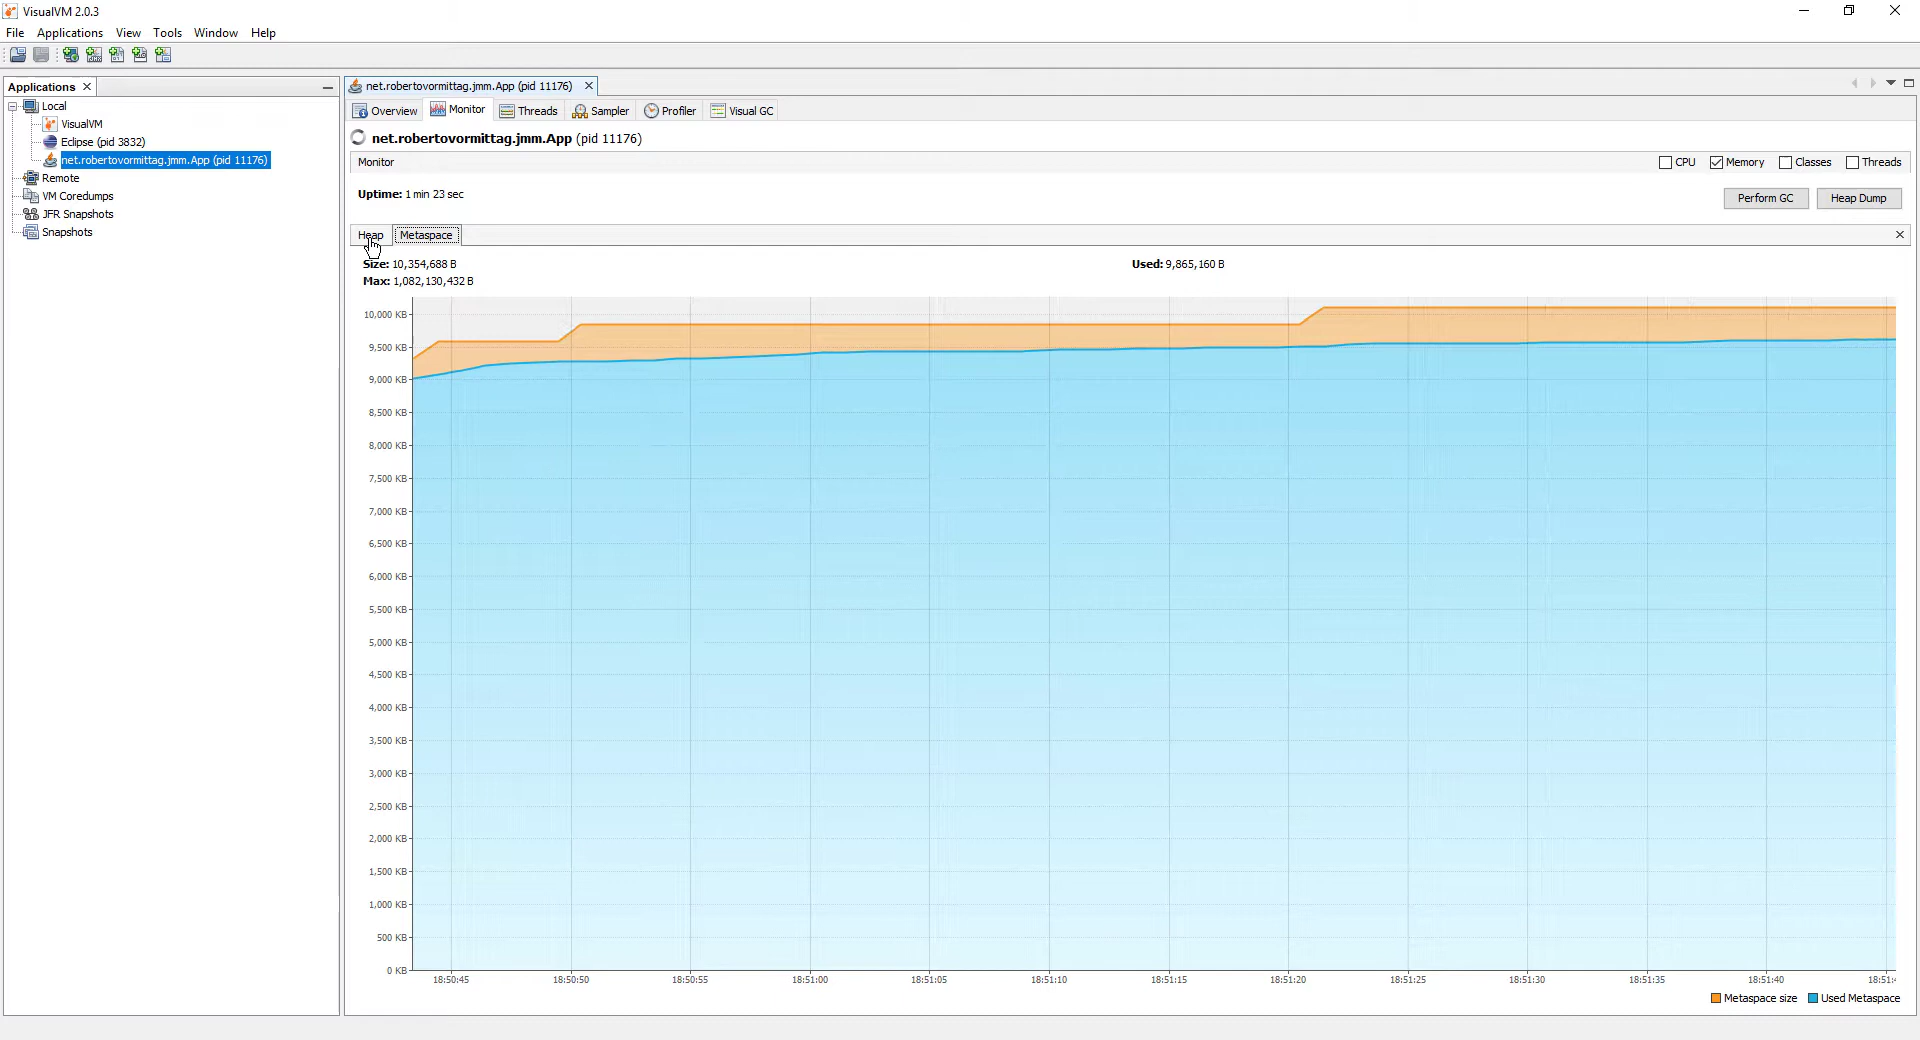 VisualVM 2.0.3
File Applications View Tools Window Help
Applications
Local
VisualVM
Eclipse (pid 3832)
net.robertovormittag.jmm.App (pid 11176)
Remote
VM Coredumps
JFR Snapshots
Snapshots
net.robertovormittag.jmm.App (pid 11176)
Overview Monitor Threads Sampler Profiler Visual GC
net.robertovormittag.jmm.App (pid 11176)
Monitor CPU Memory Classes Threads
Uptime: 1 min 23 sec
Perform GC Heap Dump
Heap Metaspace
Size: 10,354,688 B Used: 9,865,160 B
Max: 1,082,130,432 B
10,000 KB
9,500 KB
9,000 KB
8,500 KB
8,000 KB
7,500 KB
7,000 KB
6,500 KB
6,000 KB
5,500 KB
5,000 KB
4,500 KB
4,000 KB
3,500 KB
3,000 KB
2,500 KB
2,000 KB
1,500 KB
1,000 KB
500 KB
0 KB
18:50:45 18:50:50 18:50:55 18:51:00 18:51:05 18:51:10 18:51:15 18:51:20 18:51:25 18:51:30 18:51:35 18:51:40
Metaspace size Used Metaspace